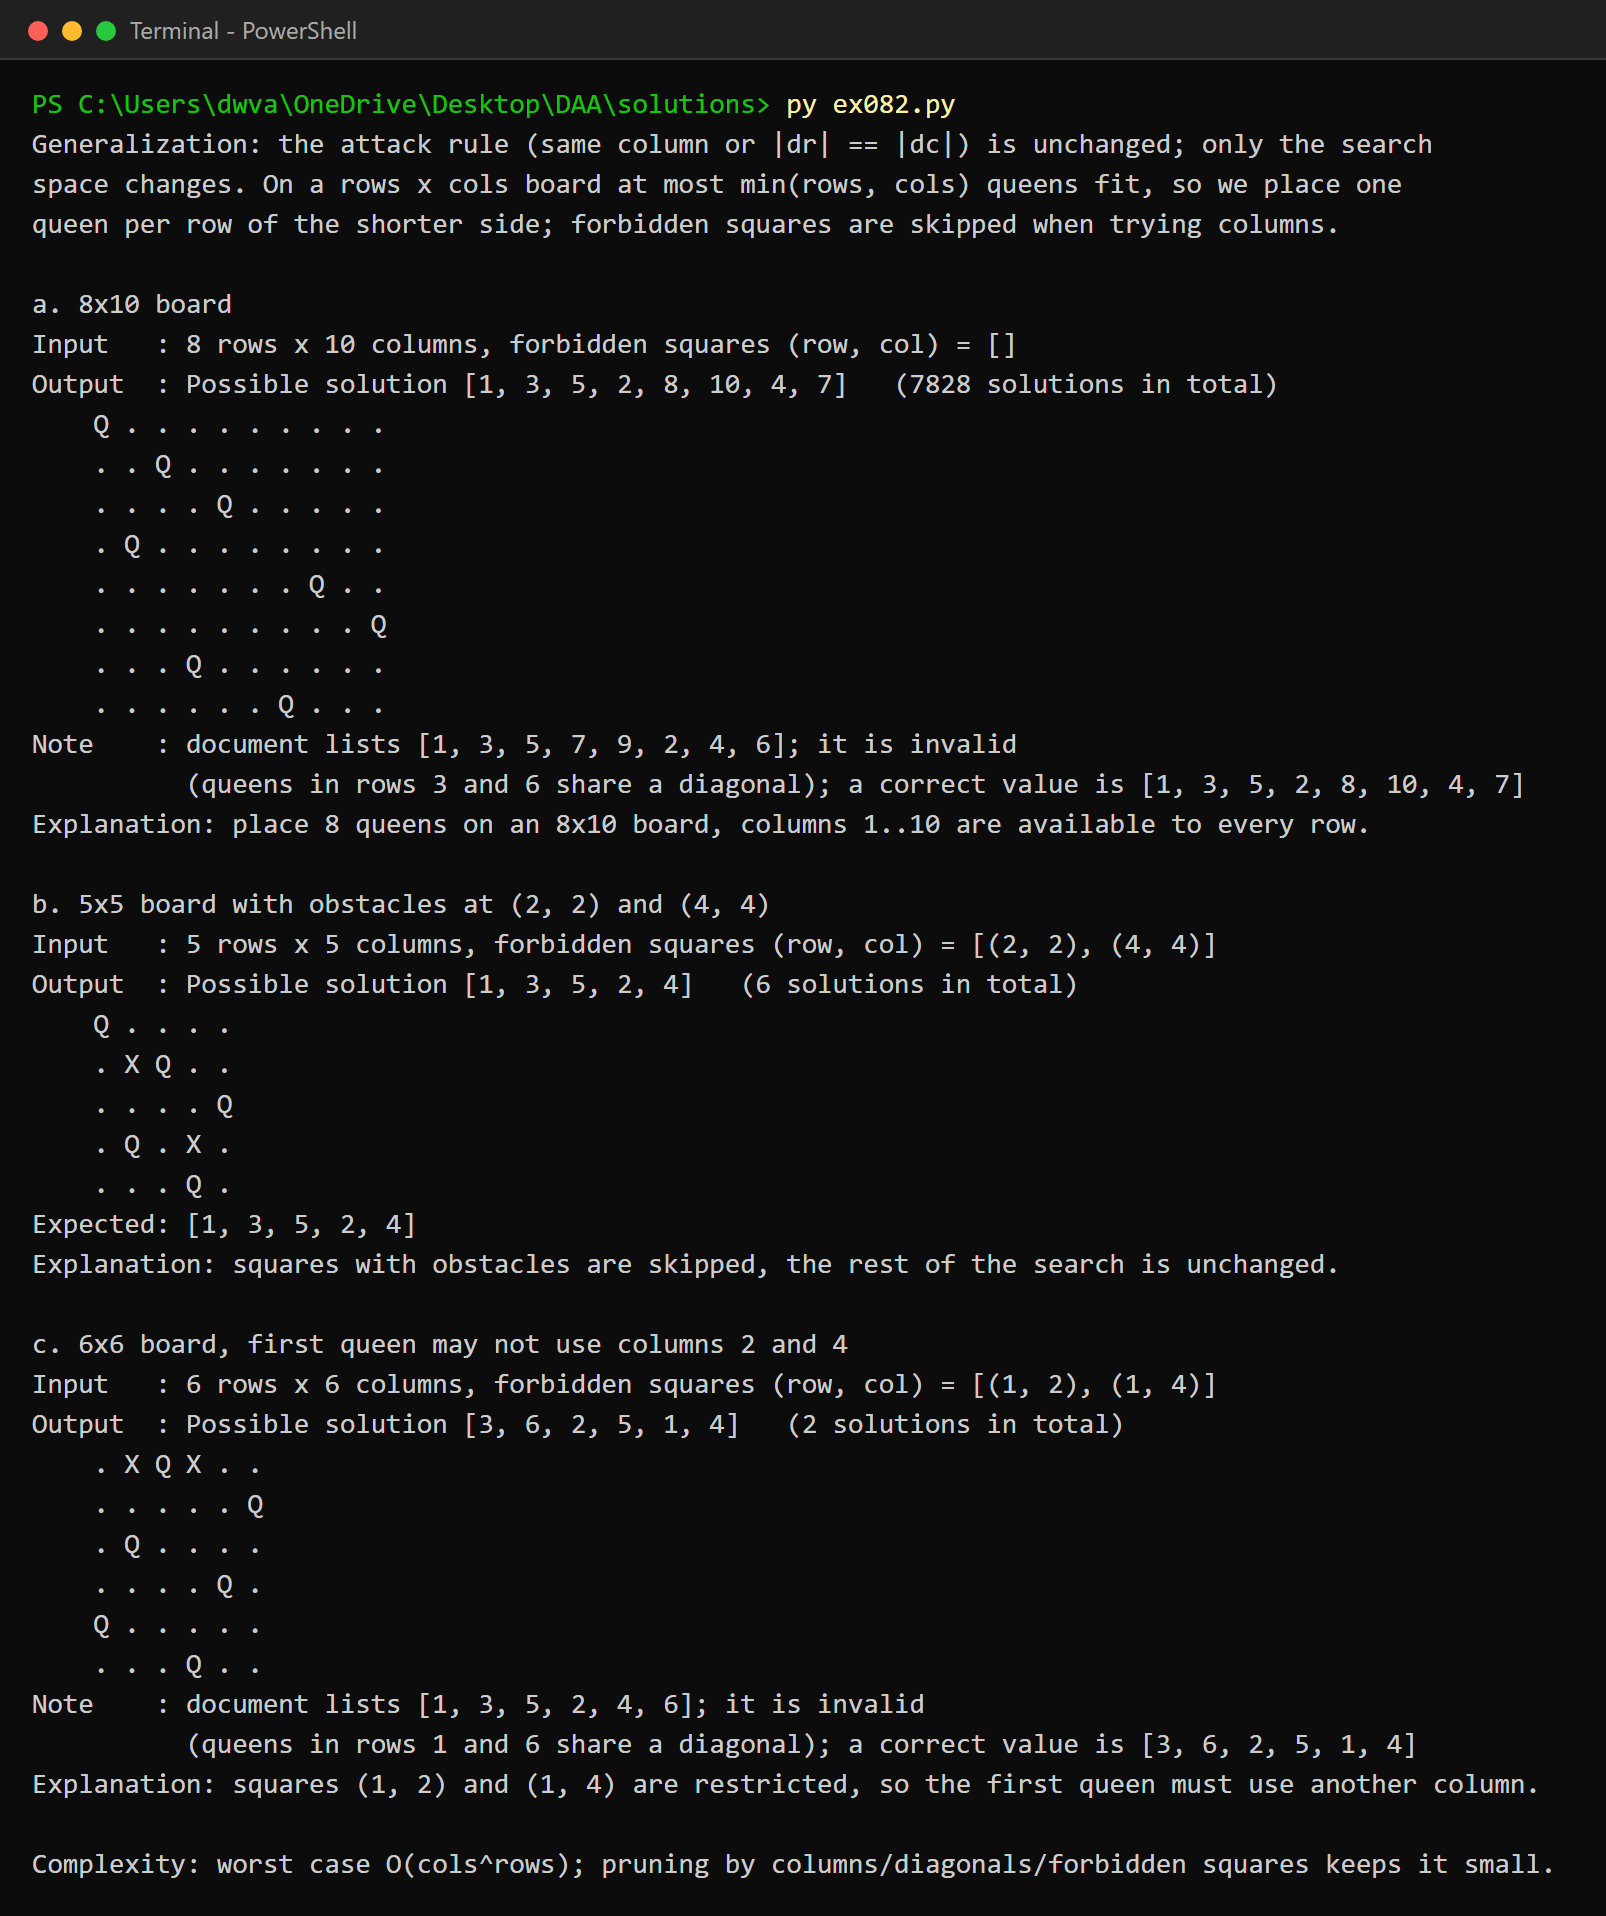 Terminal - PowerShell
PS C:\Users\dwva\OneDrive\Desktop\DAA\solutions> py ex082.py
Generalization: the attack rule (same column or |dr| == |dc|) is unchanged; only the search
space changes. On a rows x cols board at most min(rows, cols) queens fit, so we place one
queen per row of the shorter side; forbidden squares are skipped when trying columns.

a. 8x10 board
Input   : 8 rows x 10 columns, forbidden squares (row, col) = []
Output  : Possible solution [1, 3, 5, 2, 8, 10, 4, 7]   (7828 solutions in total)
    Q . . . . . . . . .
    . . Q . . . . . . .
    . . . . Q . . . . .
    . Q . . . . . . . .
    . . . . . . . Q . .
    . . . . . . . . . Q
    . . . Q . . . . . .
    . . . . . . Q . . .
Note    : document lists [1, 3, 5, 7, 9, 2, 4, 6]; it is invalid
          (queens in rows 3 and 6 share a diagonal); a correct value is [1, 3, 5, 2, 8, 10, 4, 7]
Explanation: place 8 queens on an 8x10 board, columns 1..10 are available to every row.

b. 5x5 board with obstacles at (2, 2) and (4, 4)
Input   : 5 rows x 5 columns, forbidden squares (row, col) = [(2, 2), (4, 4)]
Output  : Possible solution [1, 3, 5, 2, 4]   (6 solutions in total)
    Q . . . .
    . X Q . .
    . . . . Q
    . Q . X .
    . . . Q .
Expected: [1, 3, 5, 2, 4]
Explanation: squares with obstacles are skipped, the rest of the search is unchanged.

c. 6x6 board, first queen may not use columns 2 and 4
Input   : 6 rows x 6 columns, forbidden squares (row, col) = [(1, 2), (1, 4)]
Output  : Possible solution [3, 6, 2, 5, 1, 4]   (2 solutions in total)
    . X Q X . .
    . . . . . Q
    . Q . . . .
    . . . . Q .
    Q . . . . .
    . . . Q . .
Note    : document lists [1, 3, 5, 2, 4, 6]; it is invalid
          (queens in rows 1 and 6 share a diagonal); a correct value is [3, 6, 2, 5, 1, 4]
Explanation: squares (1, 2) and (1, 4) are restricted, so the first queen must use another column.

Complexity: worst case O(cols^rows); pruning by columns/diagonals/forbidden squares keeps it small.